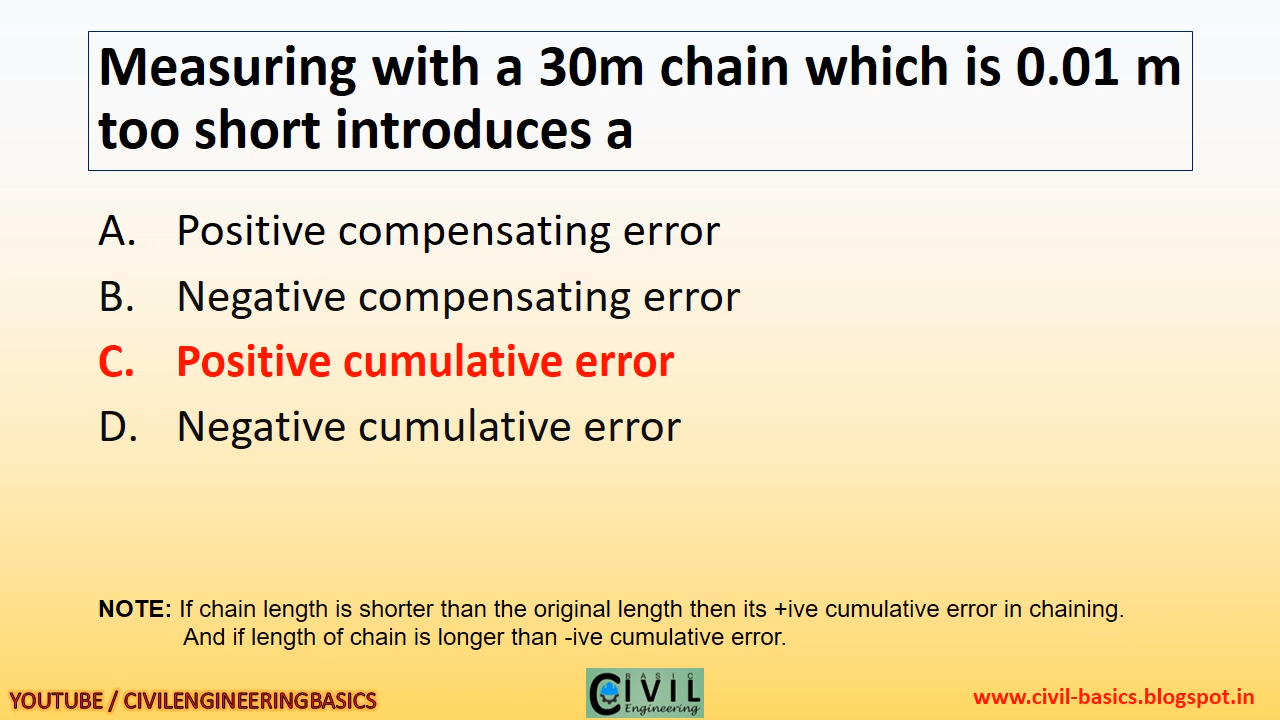 Measuring with a 30m chain which is 0.01 m
too short introduces a
A. Positive compensating error
B. Negative compensating error
C. Positive cumulative error
D. Negative cumulative error
NOTE: If chain length is shorter than the original length then its +ive cumulative error in chaining.
And if length of chain is longer than -ive cumulative error.
YOUTUBE / CIVILENGINEERINGBASICS
BASIC
CIVIL
Engineering
www.civil-basics.blogspot.in